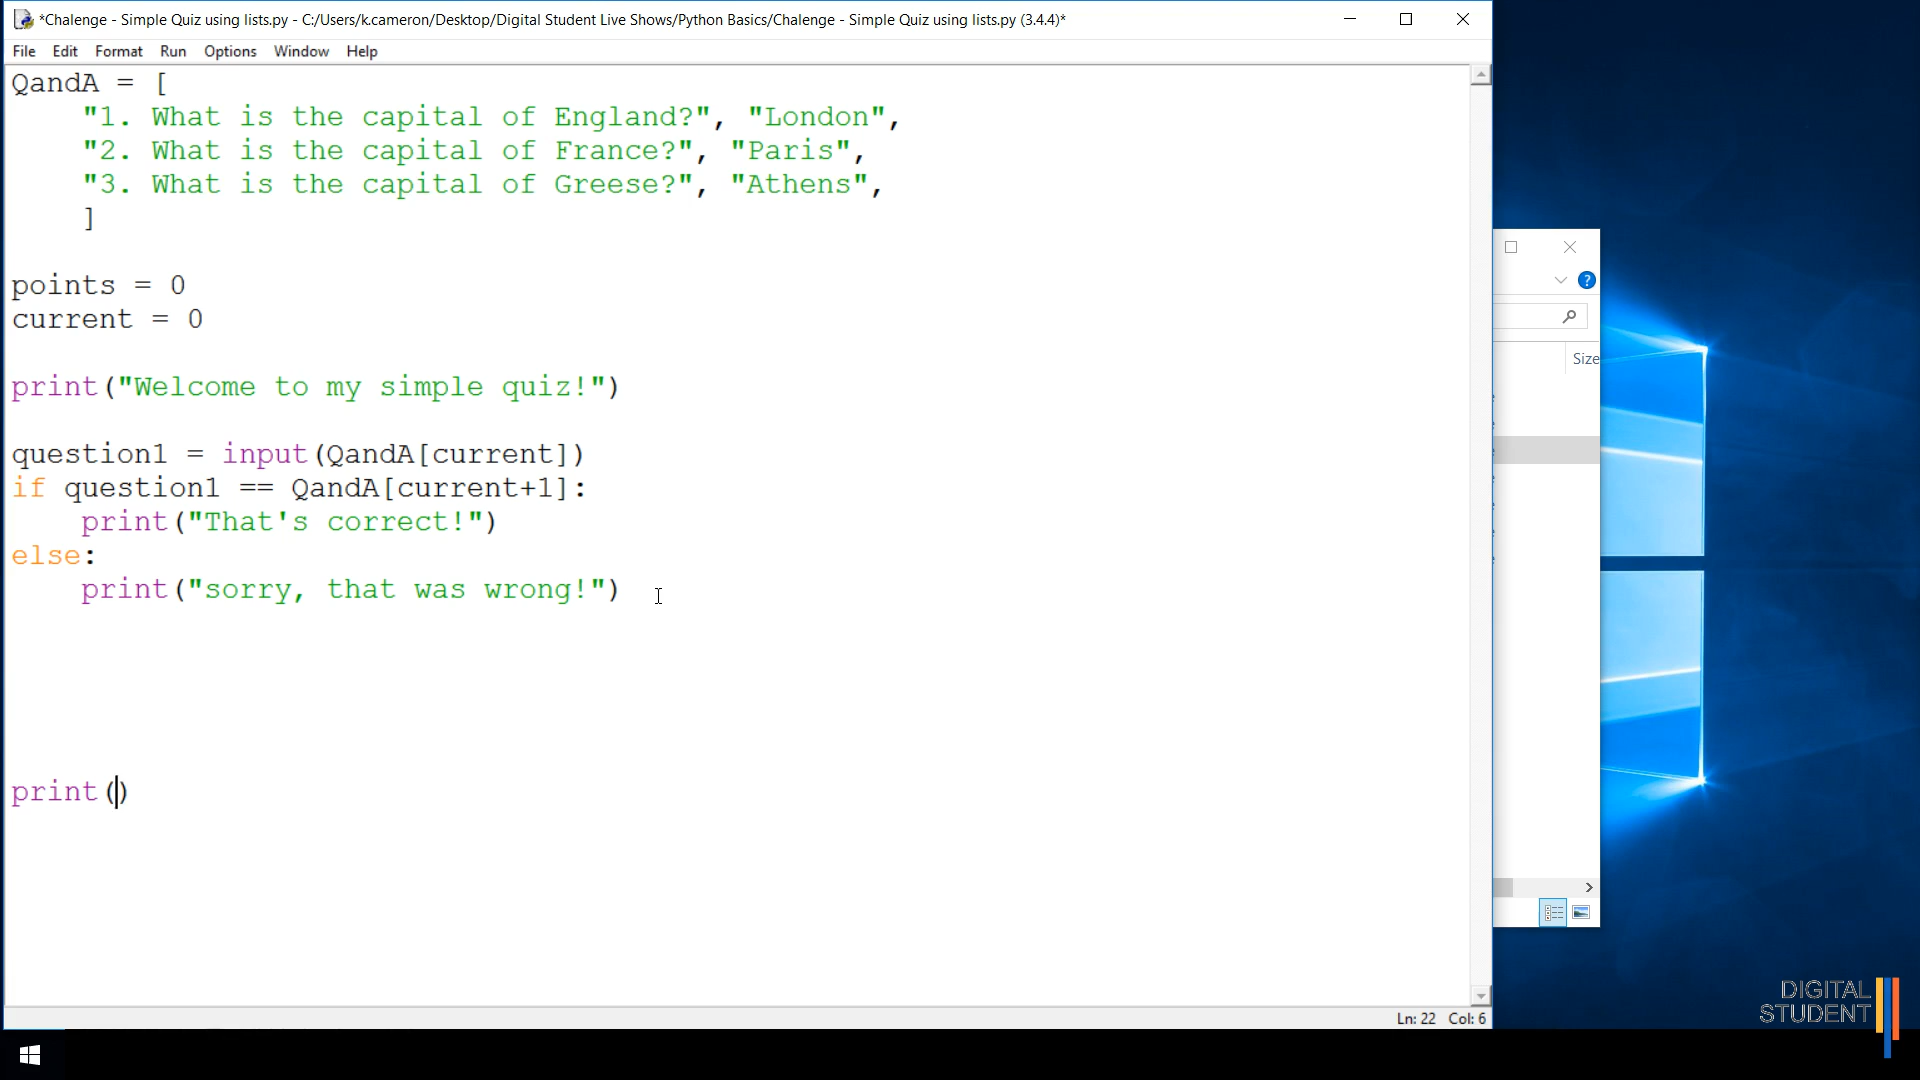 *Chalenge - Simple Quiz using lists.py - C:/Users/k.cameron/Desktop/Digital Student Live Shows/Python Basics/Chalenge - Simple Quiz using lists.py (3.4.4)*
File Edit Format Run Options Window Help
QandA = [
    "1. What is the capital of England?", "London",
    "2. What is the capital of France?", "Paris",
    "3. What is the capital of Greese?", "Athens",
    ]
points = 0
current = 0
print("Welcome to my simple quiz!")
question1 = input(QandA[current])
if question1 == QandA[current+1]:
    print("That's correct!")
else:
    print("sorry, that was wrong!")
print()
Ln: 22 Col: 6
?
Size
DIGITAL
STUDENT